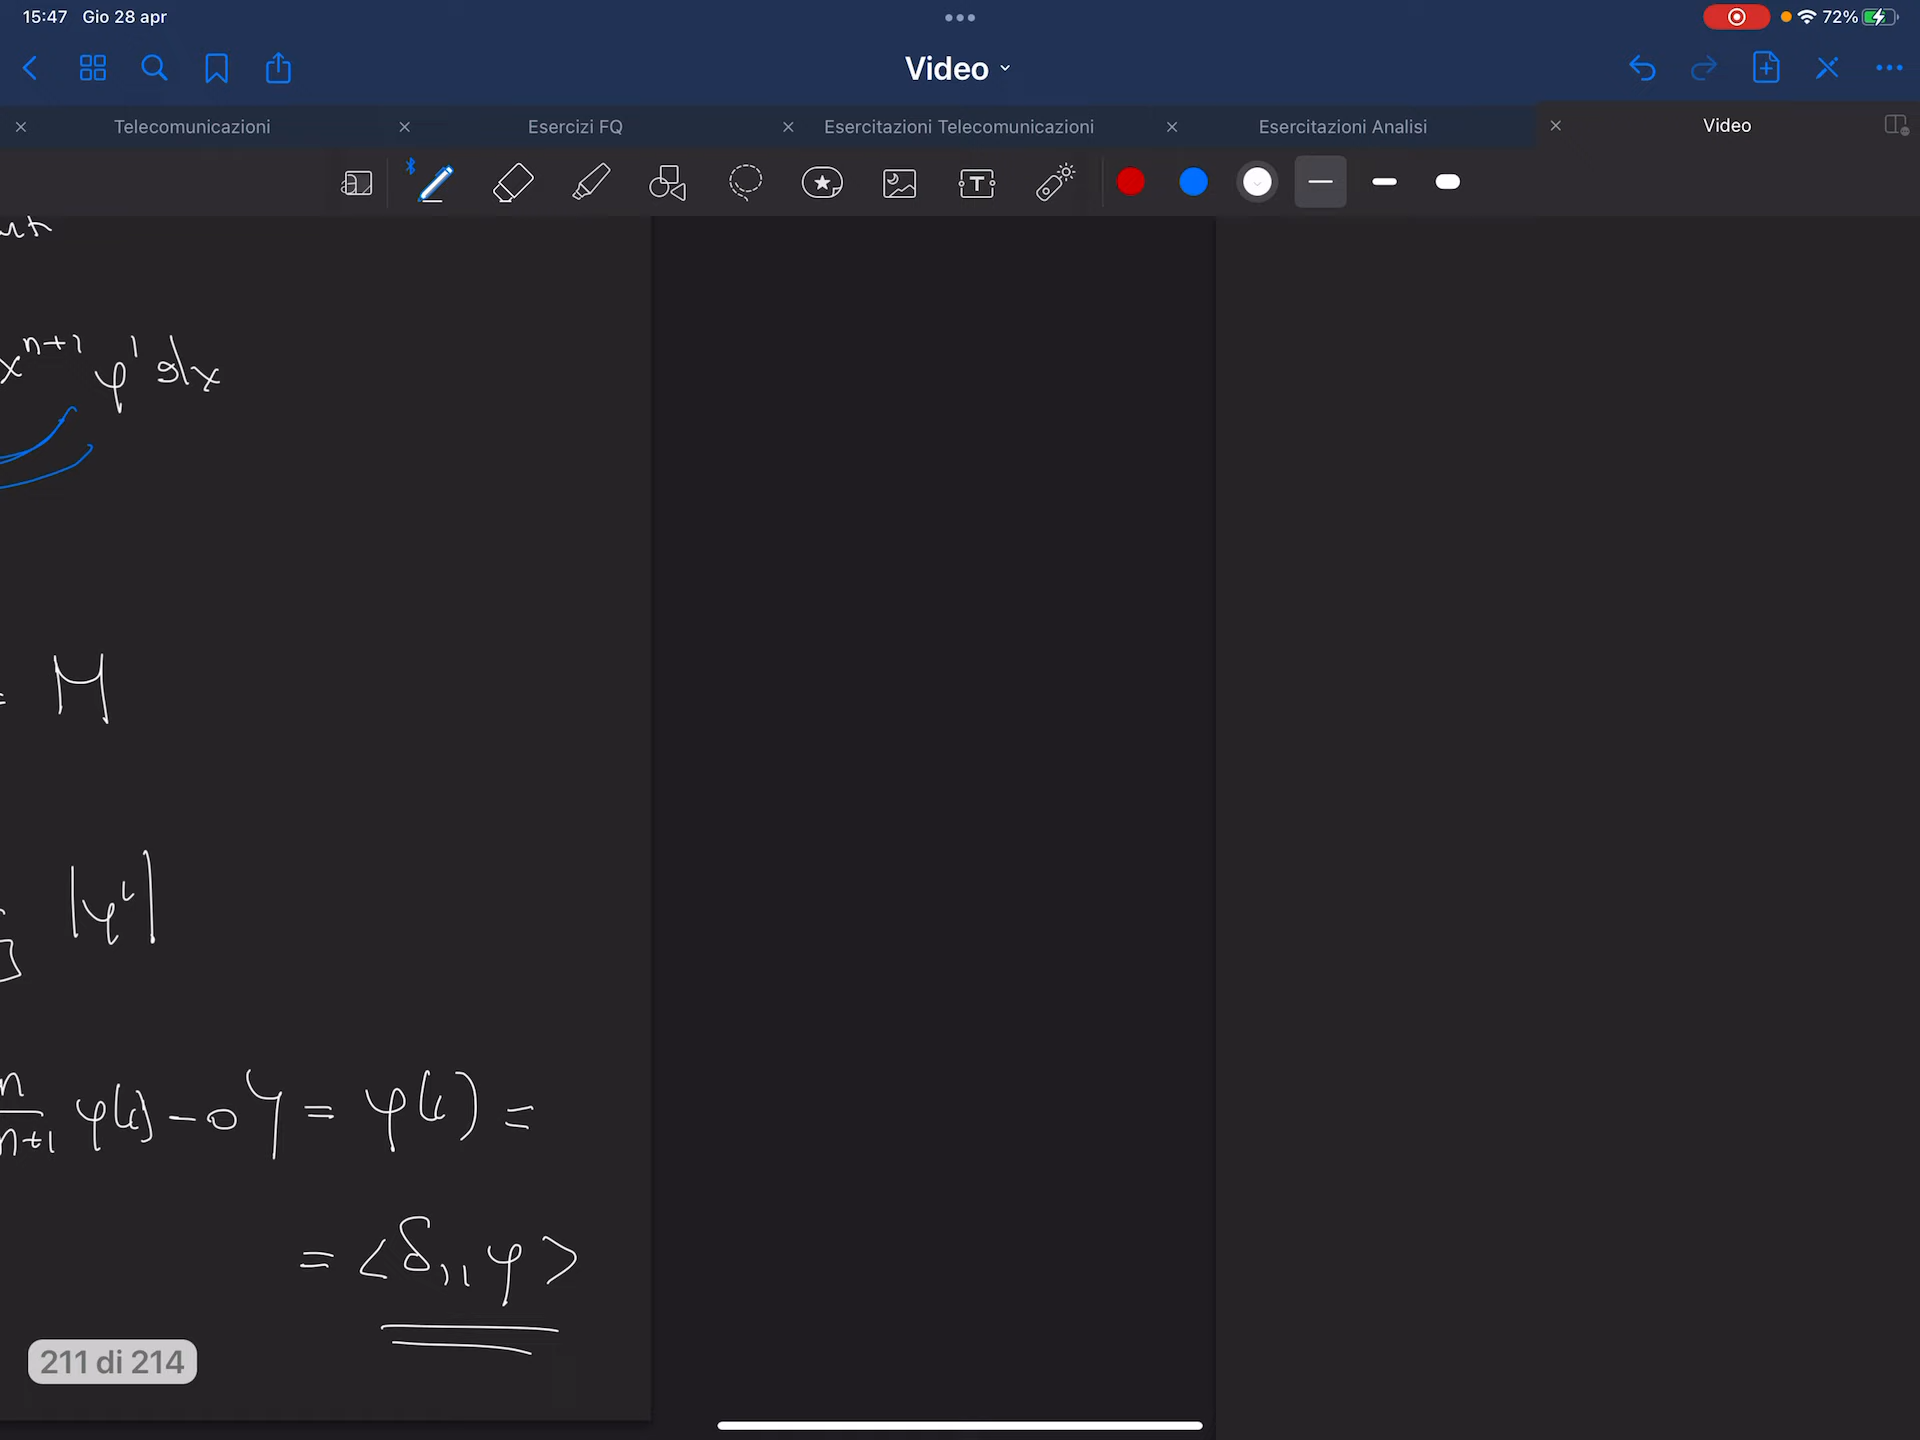 15:47 Gio 28 apr 72%
Video
Telecomunicazioni Esercizi FQ Esercitazioni Telecomunicazioni Esercitazioni Analisi Video
T
x^{n+1} φ' dx
= M
|φ'|
n/n+1 φ(1) - 0 } = φ(1) =
= <δ_1, φ>
211 di 214